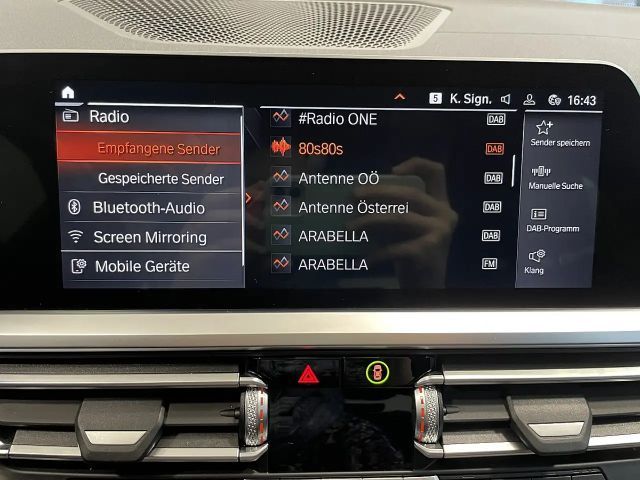 5 K. Sign. 16:43
Radio
Empfangene Sender
Gespeicherte Sender
Bluetooth-Audio
Screen Mirroring
Mobile Geräte
#Radio ONE DAB
80s80s DAB
Antenne OÖ DAB
Antenne Österrei DAB
ARABELLA DAB
ARABELLA FM
Sender speichern
Manuelle Suche
DAB-Programm
Klang